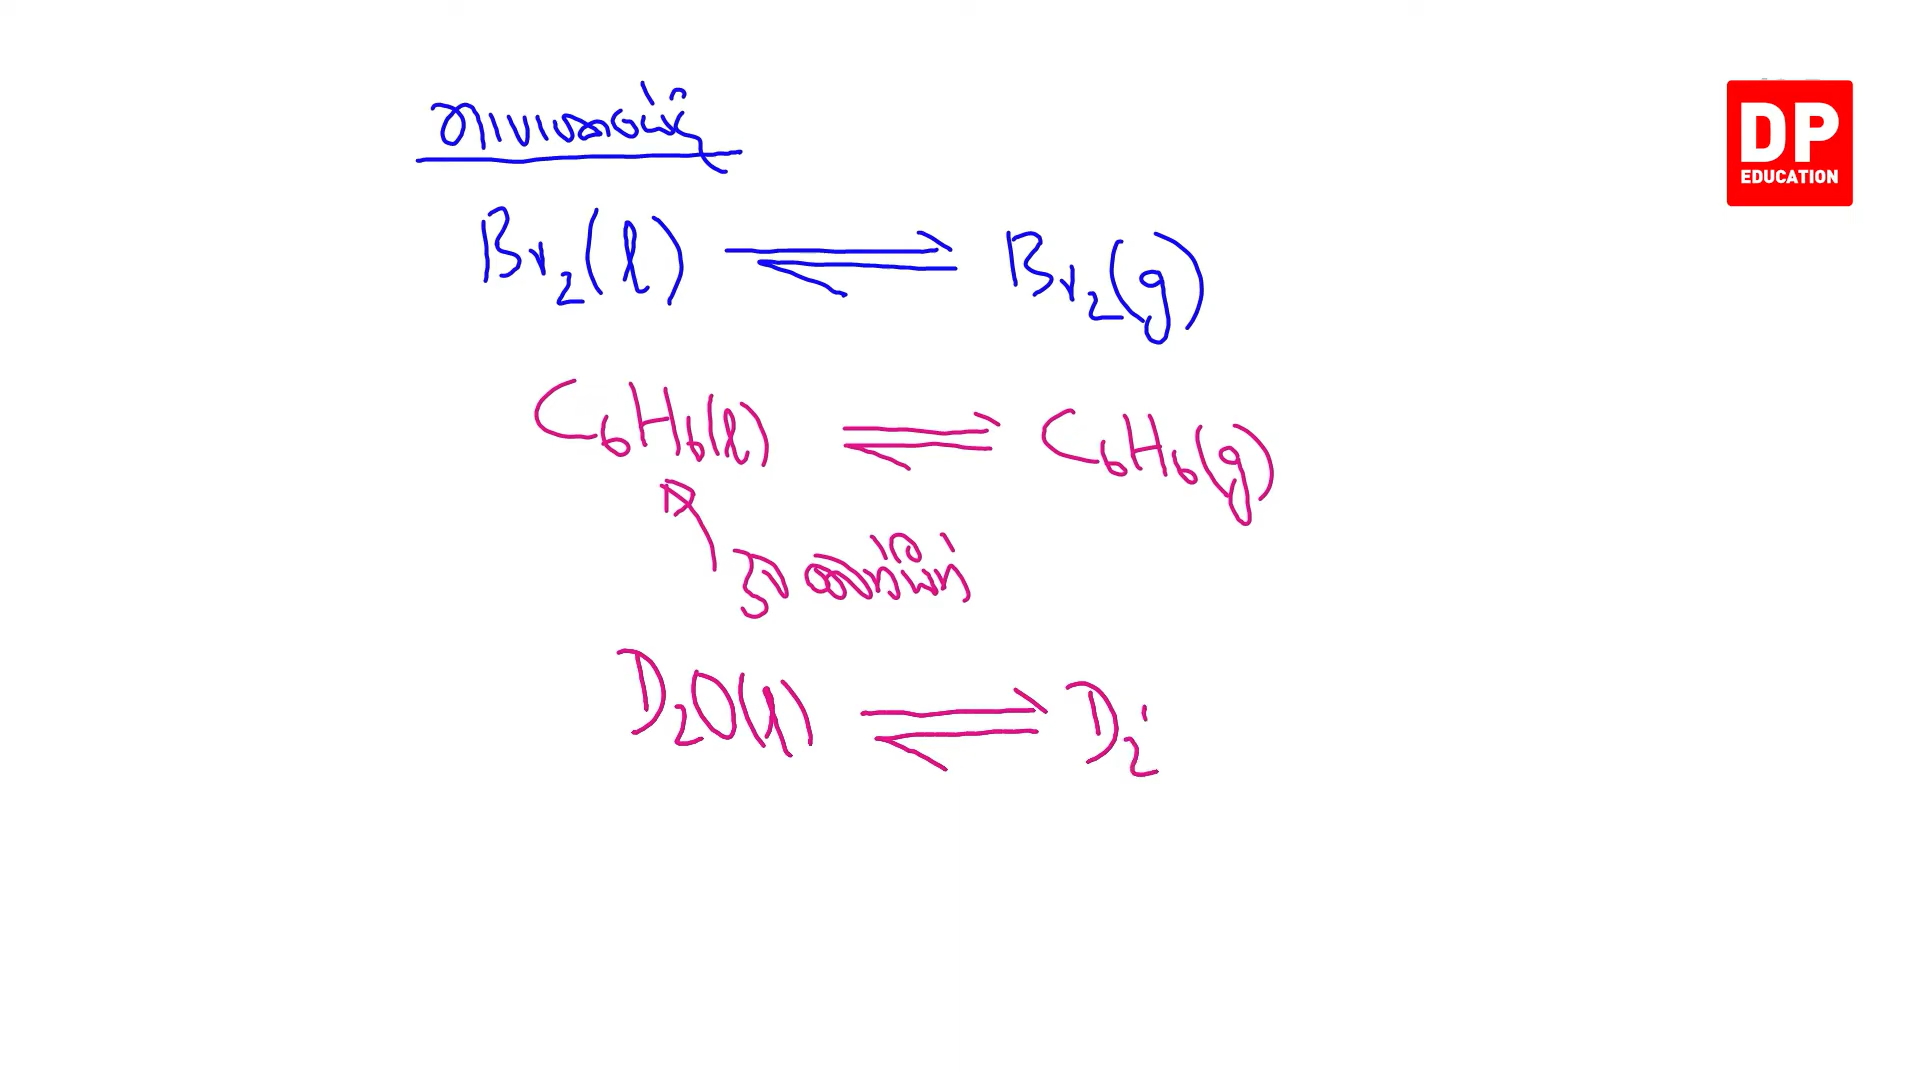 DP
EDUCATION
Br₂(l) ⇌ Br₂(g)
C₆H₆(l) ⇌ C₆H₆(g)
D₂O(l) ⇌ D₂